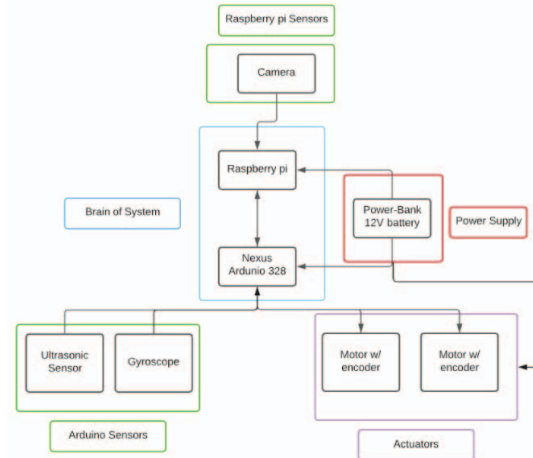 Raspberry pi Sensors
Camera
Raspberry pi
Brain of System
Power-Bank
12V battery
Power Supply
Nexus
Ardunio 328
Ultrasonic
Sensor
Gyroscope
Motor w/
encoder
Motor w/
encoder
Arduino Sensors
Actuators